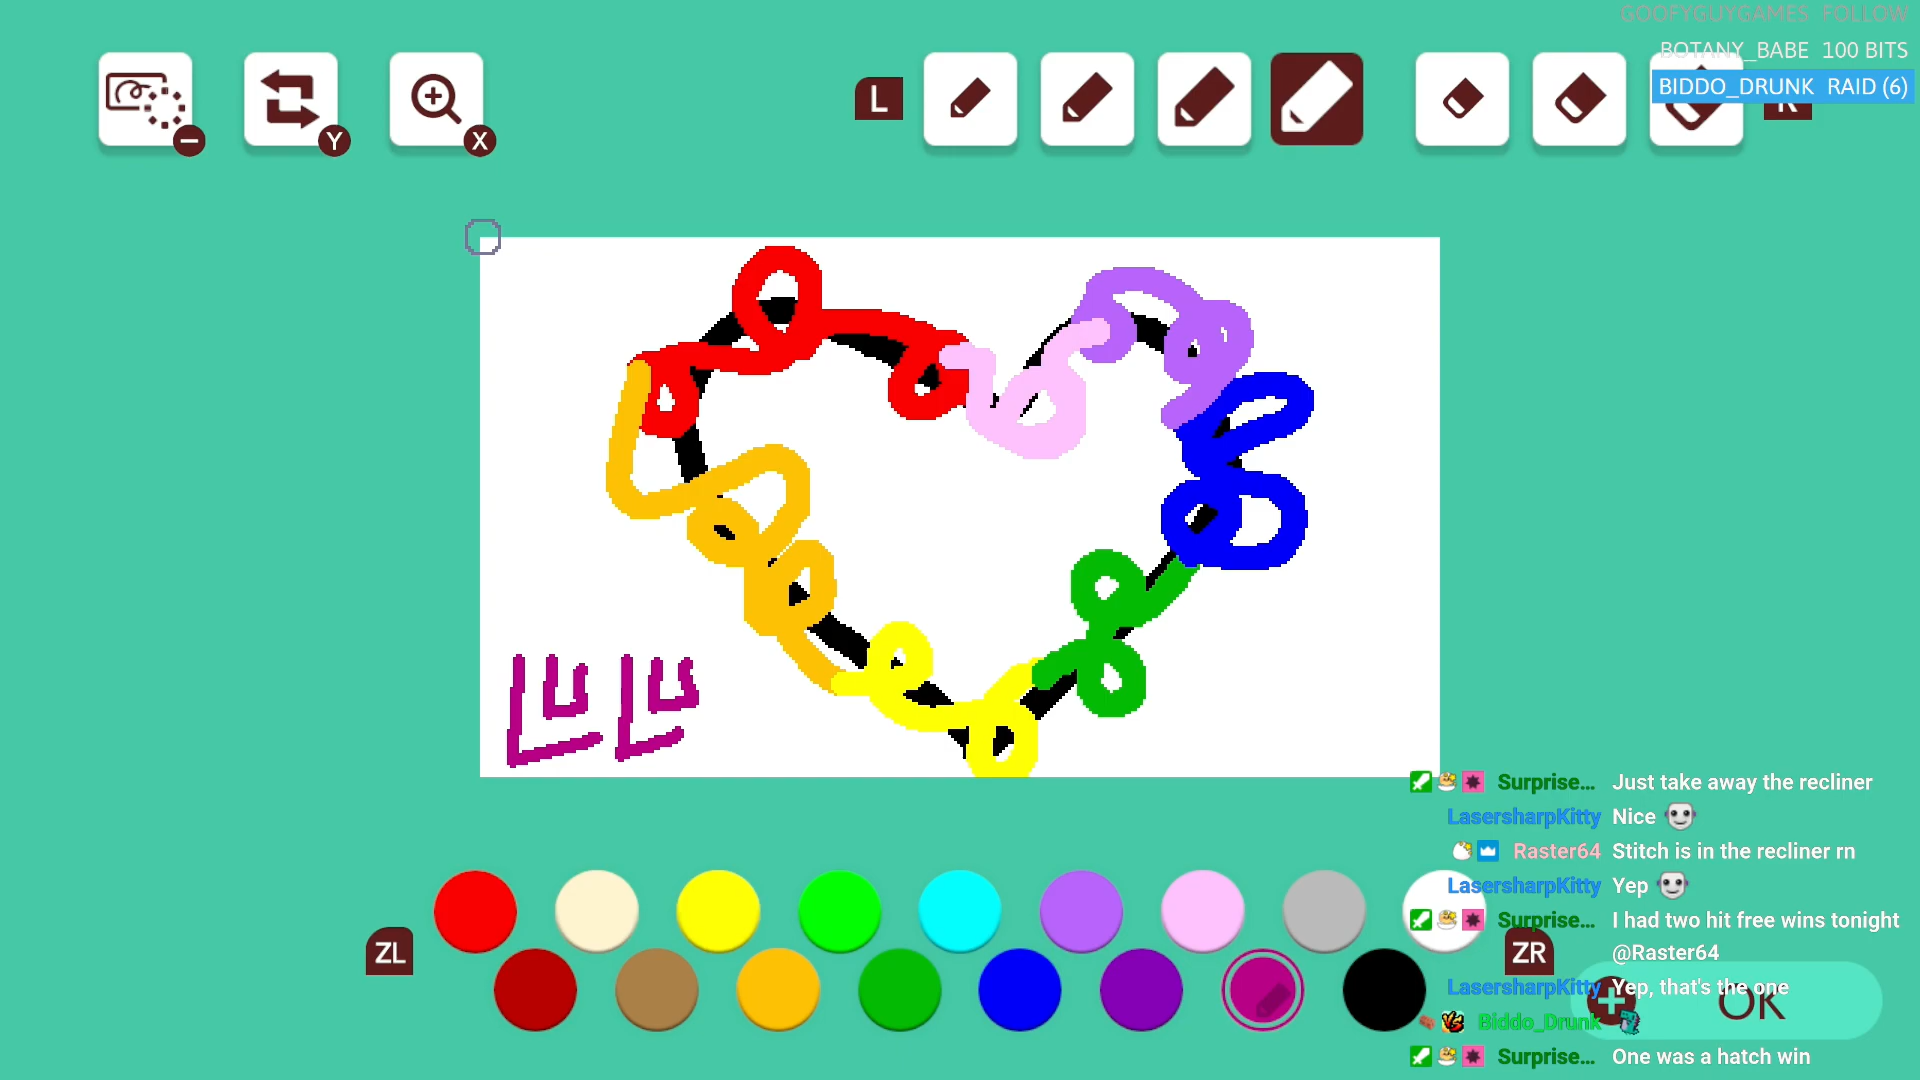 GOOFYGUYGAMES FOLLOW
BOTANY_BABE 100 BITS
BIDDO_DRUNK RAID (6)
L
R
Y
X
LU LU
Surprise... Just take away the recliner
LasersharpKitty Nice
Raster64 Stitch is in the recliner rn
LasersharpKitty Yep
Surprise... I had two hit free wins tonight
@Raster64
ZL
ZR
LasersharpKitty Yep, that's the one
OK
Biddo_Drunk
Surprise... One was a hatch win